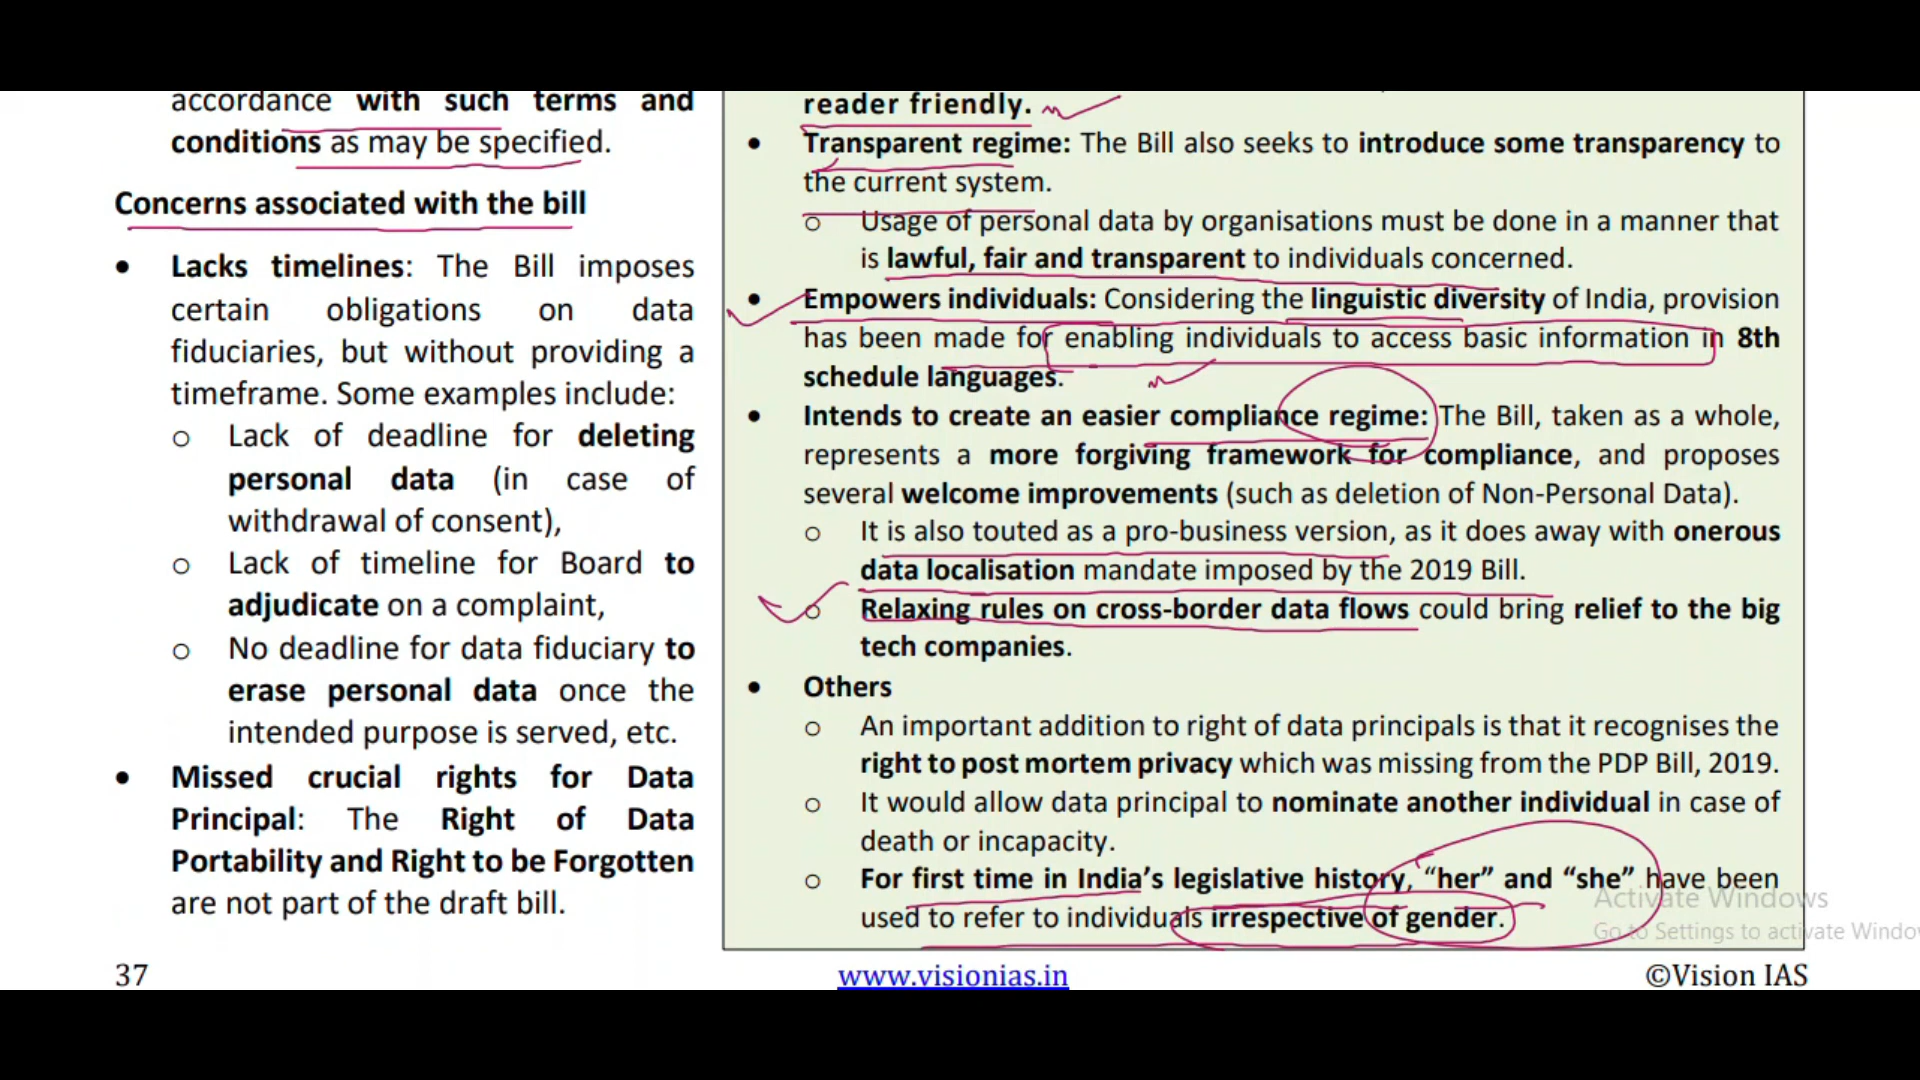 accordance with such terms and
conditions as may be specified.
Concerns associated with the bill
• Lacks timelines: The Bill imposes
certain obligations on data
fiduciaries, but without providing a
timeframe. Some examples include:
o Lack of deadline for deleting
personal data (in case of
withdrawal of consent),
o Lack of timeline for Board to
adjudicate on a complaint,
o No deadline for data fiduciary to
erase personal data once the
intended purpose is served, etc.
• Missed crucial rights for Data
Principal: The Right of Data
Portability and Right to be Forgotten
are not part of the draft bill.
reader friendly.
• Transparent regime: The Bill also seeks to introduce some transparency to
the current system.
o Usage of personal data by organisations must be done in a manner that
is lawful, fair and transparent to individuals concerned.
• Empowers individuals: Considering the linguistic diversity of India, provision
has been made for enabling individuals to access basic information in 8th
schedule languages.
• Intends to create an easier compliance regime: The Bill, taken as a whole,
represents a more forgiving framework for compliance, and proposes
several welcome improvements (such as deletion of Non-Personal Data).
o It is also touted as a pro-business version, as it does away with onerous
data localisation mandate imposed by the 2019 Bill.
o Relaxing rules on cross-border data flows could bring relief to the big
tech companies.
• Others
o An important addition to right of data principals is that it recognises the
right to post mortem privacy which was missing from the PDP Bill, 2019.
o It would allow data principal to nominate another individual in case of
death or incapacity.
o For first time in India's legislative history, “her” and “she” have been
used to refer to individuals irrespective of gender.
Activate Windows
Go to Settings to activate Windo
37
www.visionias.in
©Vision IAS